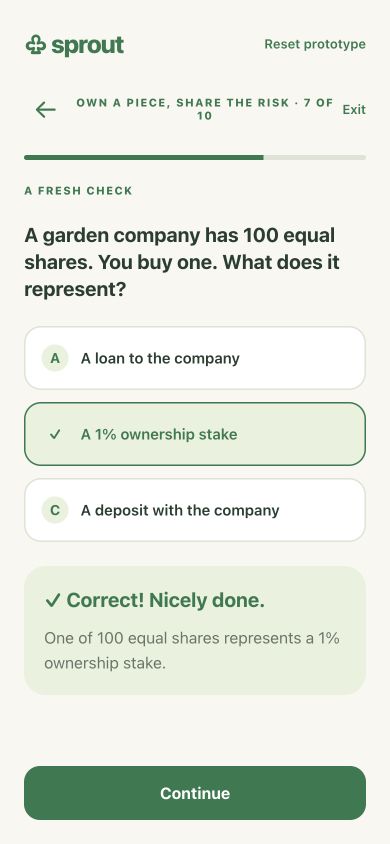 sprout
Reset prototype
OWN A PIECE, SHARE THE RISK · 7 OF
10
Exit
A FRESH CHECK
A garden company has 100 equal
shares. You buy one. What does it
represent?
A
A loan to the company
✓
A 1% ownership stake
C
A deposit with the company
✓ Correct! Nicely done.
One of 100 equal shares represents a 1%
ownership stake.
Continue